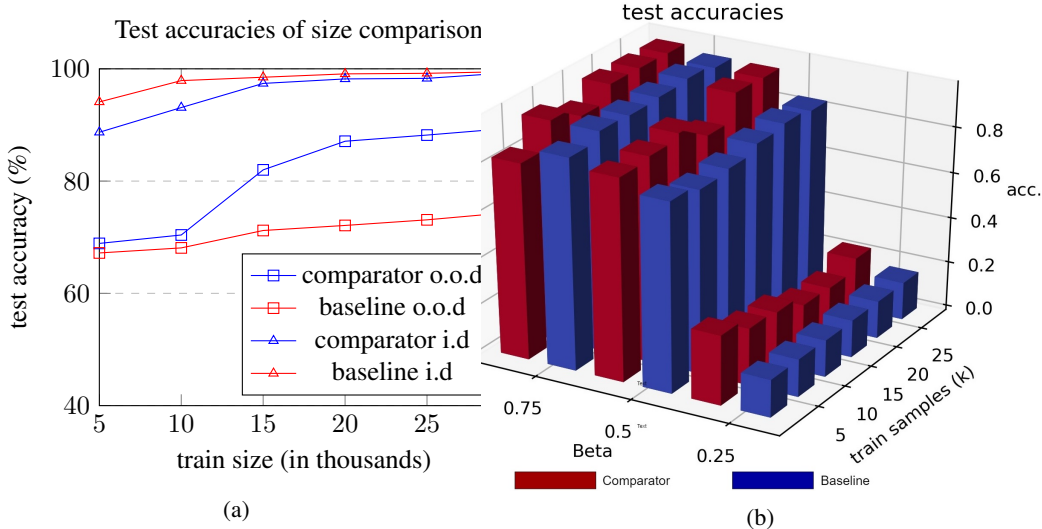 Test accuracies of size comparison
100
80
60
40
test accuracy (%)
comparator o.o.d
baseline o.o.d
comparator i.d
baseline i.d
5
10
15
20
25
train size (in thousands)
(a)
test accuracies
0.8
0.6
0.4
0.2
0.0
acc.
25
20
15
10
5
train samples (k)
0.75
0.5
0.25
Text
Text
Beta
Comparator
Baseline
(b)